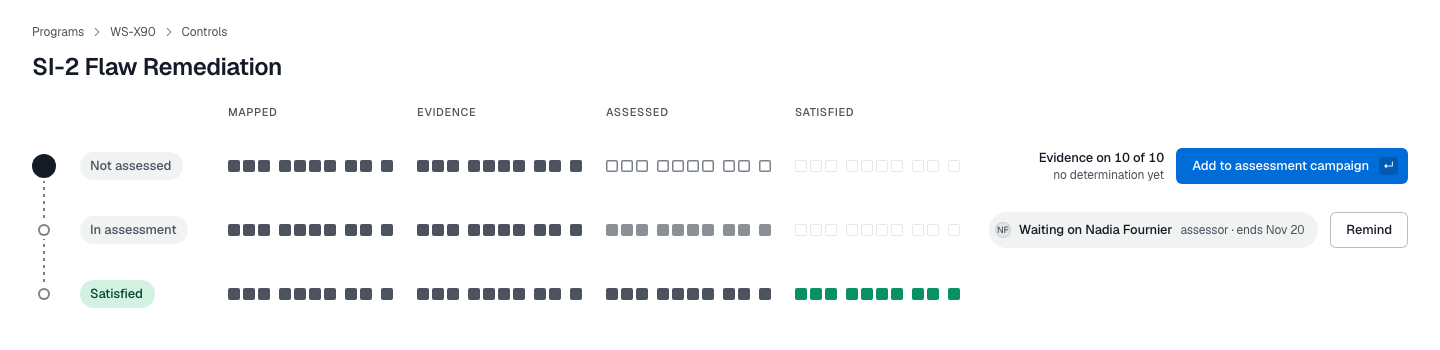 Programs > WS-X90 > Controls
SI-2 Flaw Remediation
MAPPED EVIDENCE ASSESSED SATISFIED
Not assessed
Evidence on 10 of 10
no determination yet
Add to assessment campaign
In assessment
NF Waiting on Nadia Fournier assessor · ends Nov 20
Remind
Satisfied